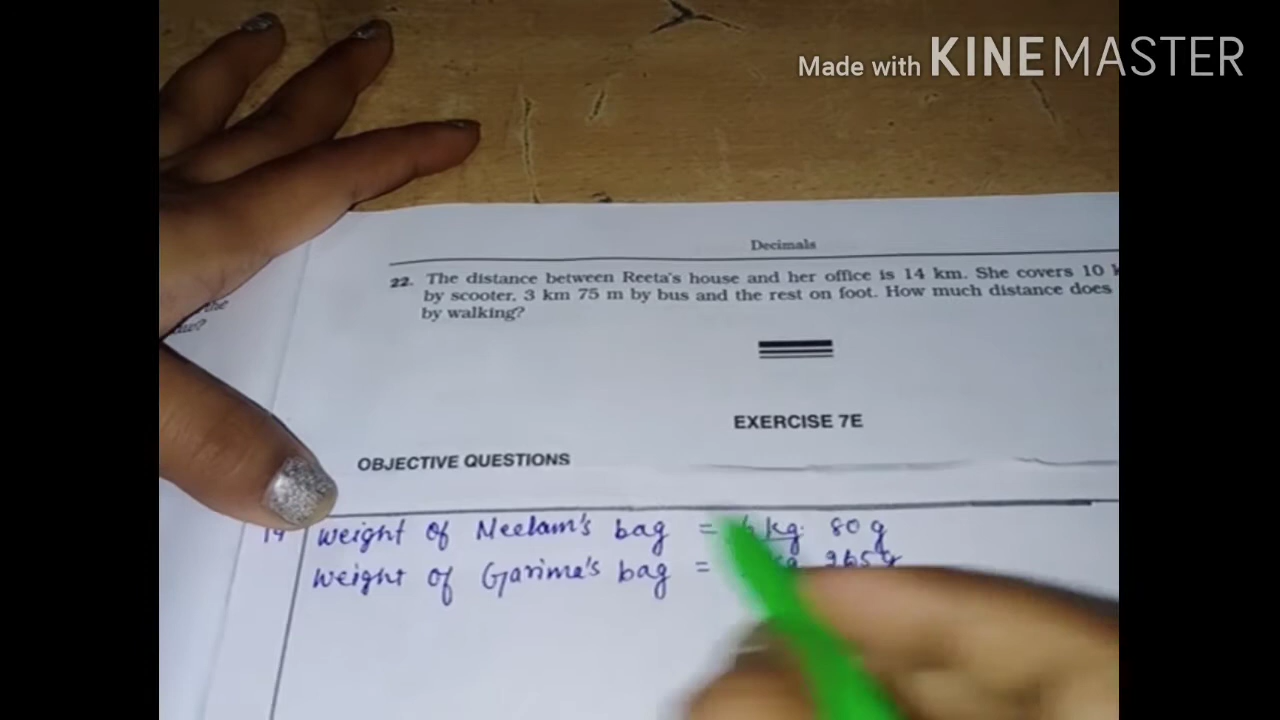 Made with KINEMASTER
Decimals
22. The distance between Reeta's house and her office is 14 km. She covers 10
by scooter, 3 km 75 m by bus and the rest on foot. How much distance does
by walking?
EXERCISE 7E
OBJECTIVE QUESTIONS
19 weight of Neelam's bag = kg 80 g
weight of Garima's bag = 265 g